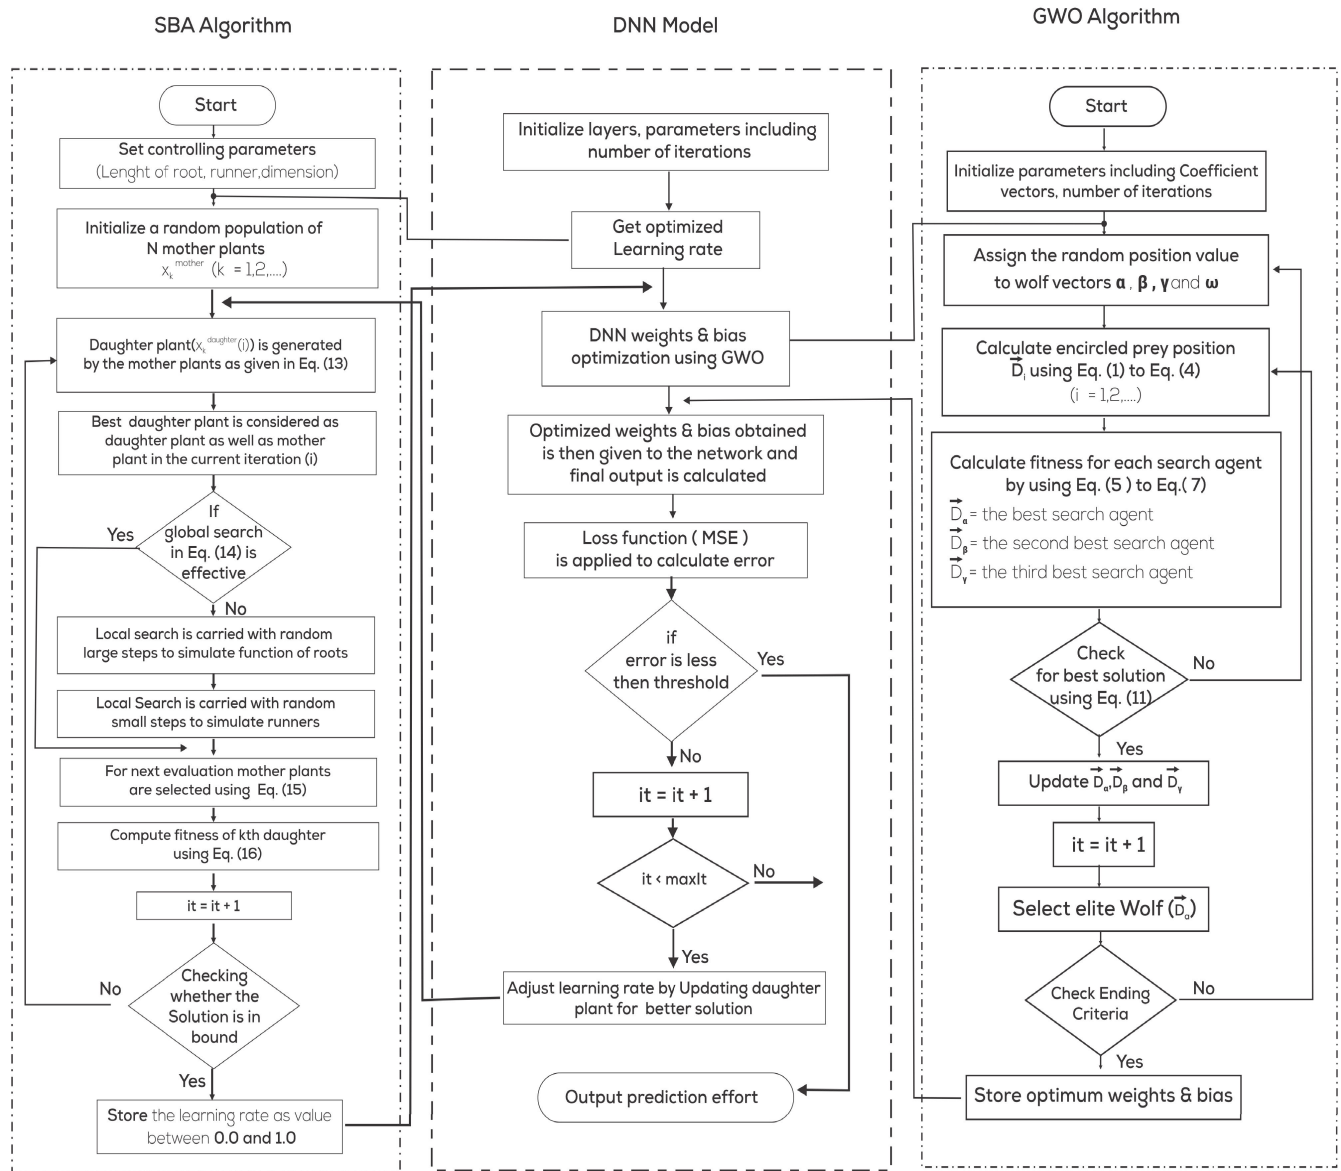 SBA Algorithm
Start
Set controlling parameters
(Lenght of root, runner,dimension)
Initialize a random population of
N mother plants
x_k^mother (k = 1,2,....)
Daughter plant(x_k^daughter(i)) is generated
by the mother plants as given in Eq. (13)
Best daughter plant is considered as
daughter plant as well as mother
plant in the current iteration (i)
If
global search
in Eq. (14) is
effective
Yes
No
Local search is carried with random
large steps to simulate function of roots
Local Search is carried with random
small steps to simulate runners
For next evaluation mother plants
are selected using Eq. (15)
Compute fitness of kth daughter
using Eq. (16)
it = it + 1
Checking
whether the
Solution is in
bound
No
Yes
Store the learning rate as value
between 0.0 and 1.0
DNN Model
Initialize layers, parameters including
number of iterations
Get optimized
Learning rate
DNN weights & bias
optimization using GWO
Optimized weights & bias obtained
is then given to the network and
final output is calculated
Loss function ( MSE )
is applied to calculate error
if
error is less
then threshold
Yes
No
it = it + 1
it < maxIt
No
Yes
Adjust learning rate by Updating daughter
plant for better solution
Output prediction effort
GWO Algorithm
Start
Initialize parameters including Coefficient
vectors, number of iterations
Assign the random position value
to wolf vectors α , β , γ and ω
Calculate encircled prey position
D⃗_i using Eq. (1) to Eq. (4)
(i = 1,2,....)
Calculate fitness for each search agent
by using Eq. (5 ) to Eq.( 7)
D⃗_α = the best search agent
D⃗_β = the second best search agent
D⃗_γ = the third best search agent
Check
for best solution
using Eq. (11)
No
Yes
Update D⃗_α, D⃗_β and D⃗_γ
it = it + 1
Select elite Wolf (D⃗_α)
Check Ending
Criteria
No
Yes
Store optimum weights & bias